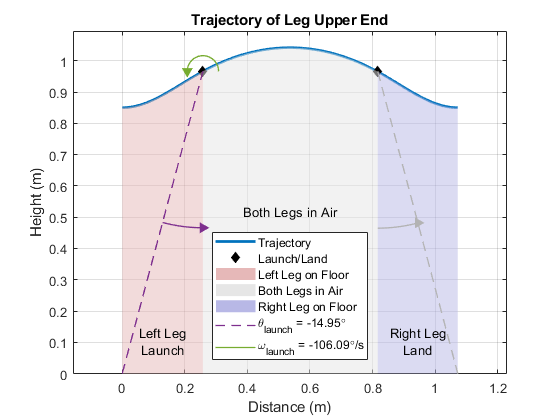 Trajectory of Leg Upper End
Height (m)
1
0.9
0.8
0.7
0.6
0.5
0.4
0.3
0.2
0.1
0
Both Legs in Air
Trajectory
Launch/Land
Left Leg on Floor
Both Legs in Air
Right Leg on Floor
θlaunch = -14.95°
ωlaunch = -106.09°/s
Left Leg
Launch
Right Leg
Land
0 0.2 0.4 0.6 0.8 1 1.2
Distance (m)